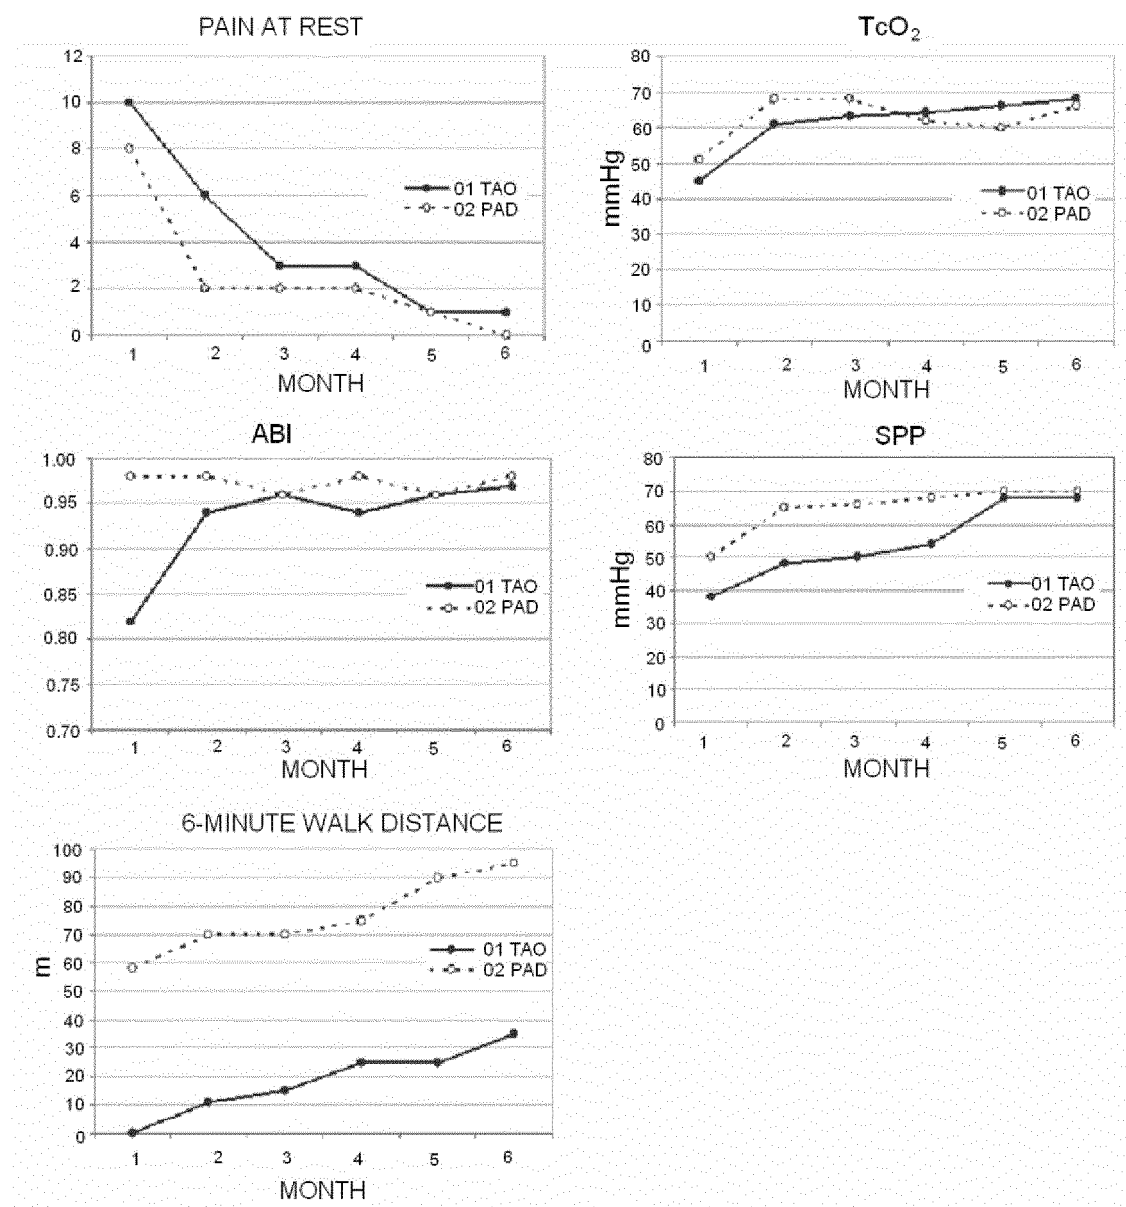 PAIN AT REST
12
10
8
6
4
2
0
01 TAO
02 PAD
1 2 3 4 5 6
MONTH
TcO2
mmHg
80
70
60
50
40
30
20
10
0
01 TAO
02 PAD
1 2 3 4 5 6
MONTH
ABI
1.00
0.95
0.90
0.85
0.80
0.75
0.70
01 TAO
02 PAD
1 2 3 4 5 6
MONTH
SPP
mmHg
80
70
60
50
40
30
20
10
0
01 TAO
02 PAD
1 2 3 4 5 6
MONTH
6-MINUTE WALK DISTANCE
m
100
90
80
70
60
50
40
30
20
10
0
01 TAO
02 PAD
1 2 3 4 5 6
MONTH